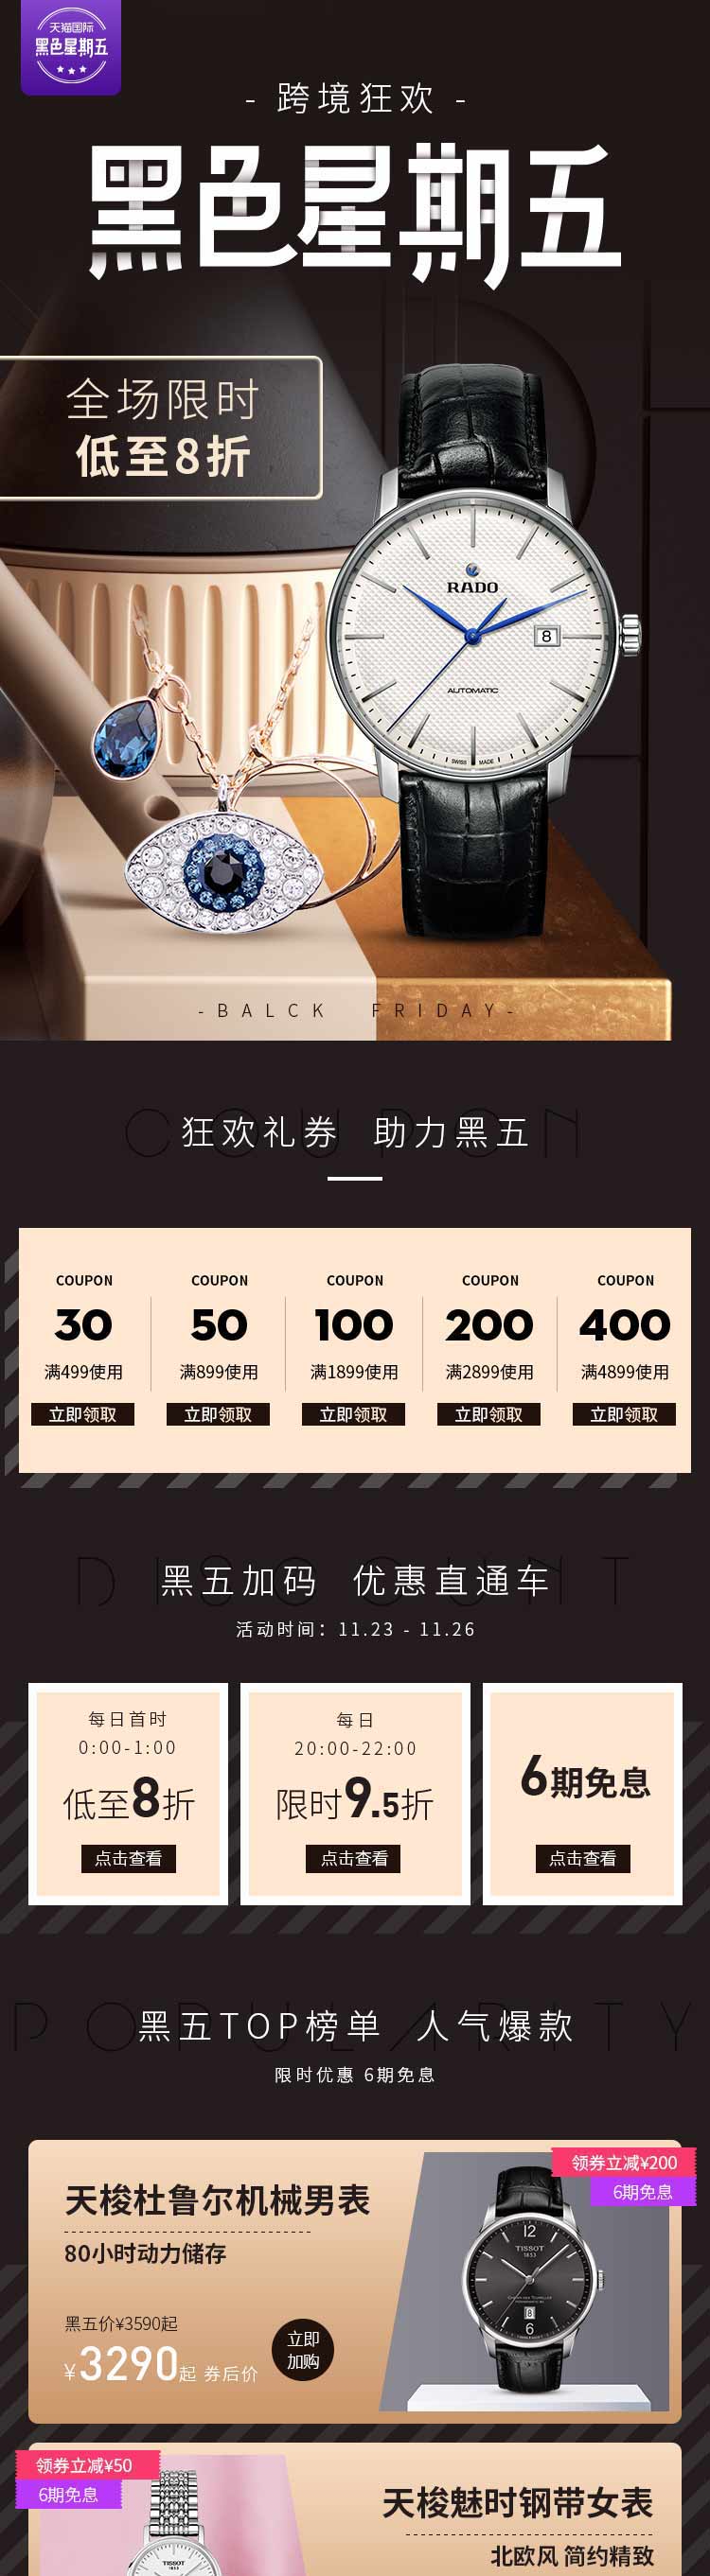 天猫国际
黑色星期五
- 跨境狂欢 -
黑色星期五
全场限时
低至8折
RADO
8
AUTOMATIC
SWISS MADE
-BALCK FRIDAY-
COUPON
狂欢礼券 助力黑五
COUPON COUPON COUPON COUPON COUPON
30 50 100 200 400
满499使用 满899使用 满1899使用 满2899使用 满4899使用
立即领取 立即领取 立即领取 立即领取 立即领取
DISCOUNT
黑五加码 优惠直通车
活动时间：11.23 - 11.26
每日首时
0:00-1:00
低至8折
点击查看
每日
20:00-22:00
限时9.5折
点击查看
6期免息
点击查看
POPULARITY
黑五TOP榜单 人气爆款
限时优惠 6期免息
领券立减¥200
6期免息
天梭杜鲁尔机械男表
80小时动力储存
黑五价¥3590起
¥3290起 券后价
立即
加购
12
TISSOT
1853
8
6
领券立减¥50
6期免息
天梭魅时钢带女表
北欧风 简约精致
TISSOT
1853